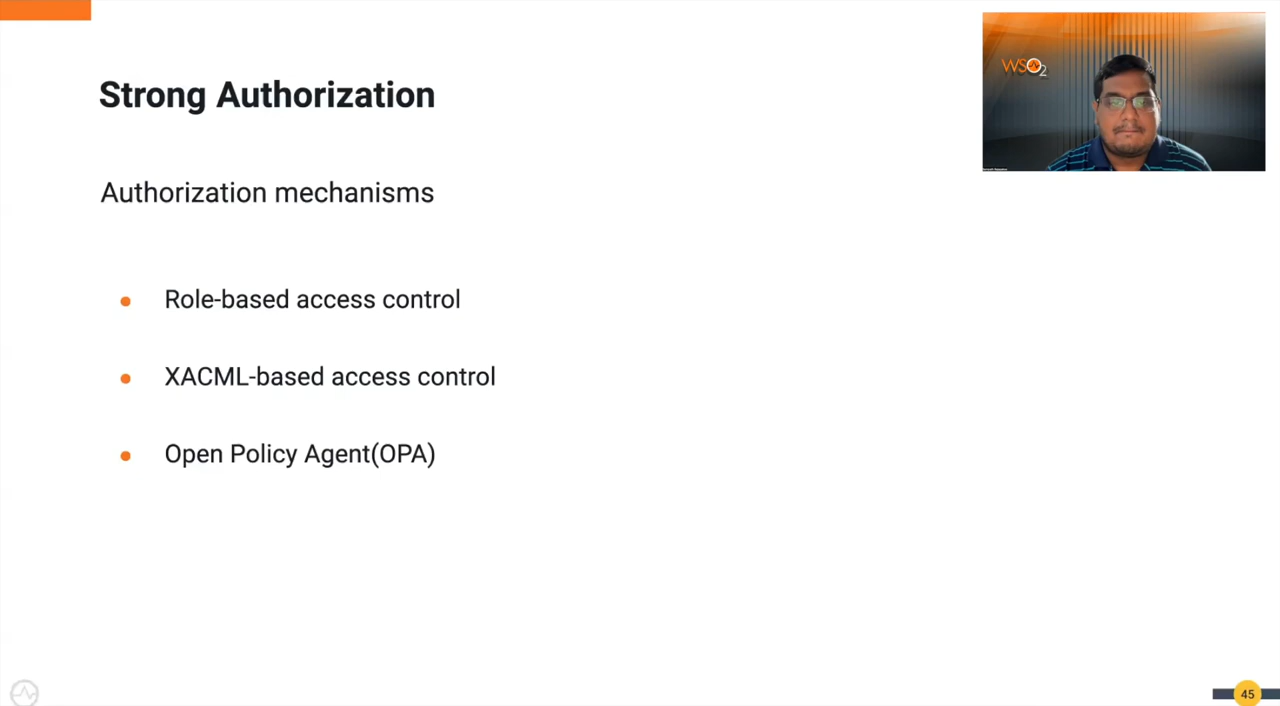 Strong Authorization
WSO2
Authorization mechanisms
Role-based access control
XACML-based access control
Open Policy Agent(OPA)
45